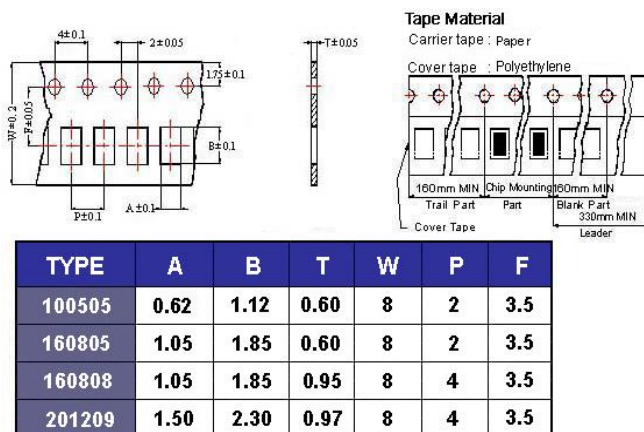 Tape Material
Carrier tape : Paper
Cover tape : Polyethylene
4±0.1
2±0.05
T±0.05
1.75±0.1
W±0.2
F±0.05
B±0.1
P±0.1
A±0.1
160mm MIN Chip Mounting 160mm MIN
Trail Part Part Blank Part
330mm MIN
Cover Tape Leader
TYPE A B T W P F
100505 0.62 1.12 0.60 8 2 3.5
160805 1.05 1.85 0.60 8 2 3.5
160808 1.05 1.85 0.95 8 4 3.5
201209 1.50 2.30 0.97 8 4 3.5